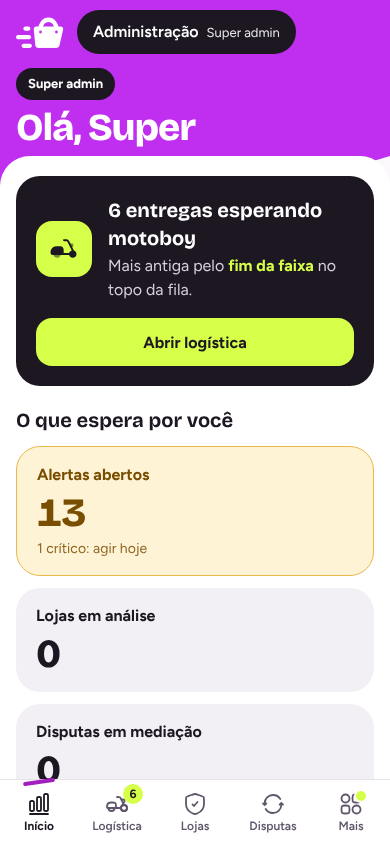 Administração Super admin
Super admin
Olá, Super
6 entregas esperando
motoboy
Mais antiga pelo fim da faixa no
topo da fila.
Abrir logística
O que espera por você
Alertas abertos
13
1 crítico: agir hoje
Lojas em análise
0
Disputas em mediação
0
6
Início Logística Lojas Disputas Mais